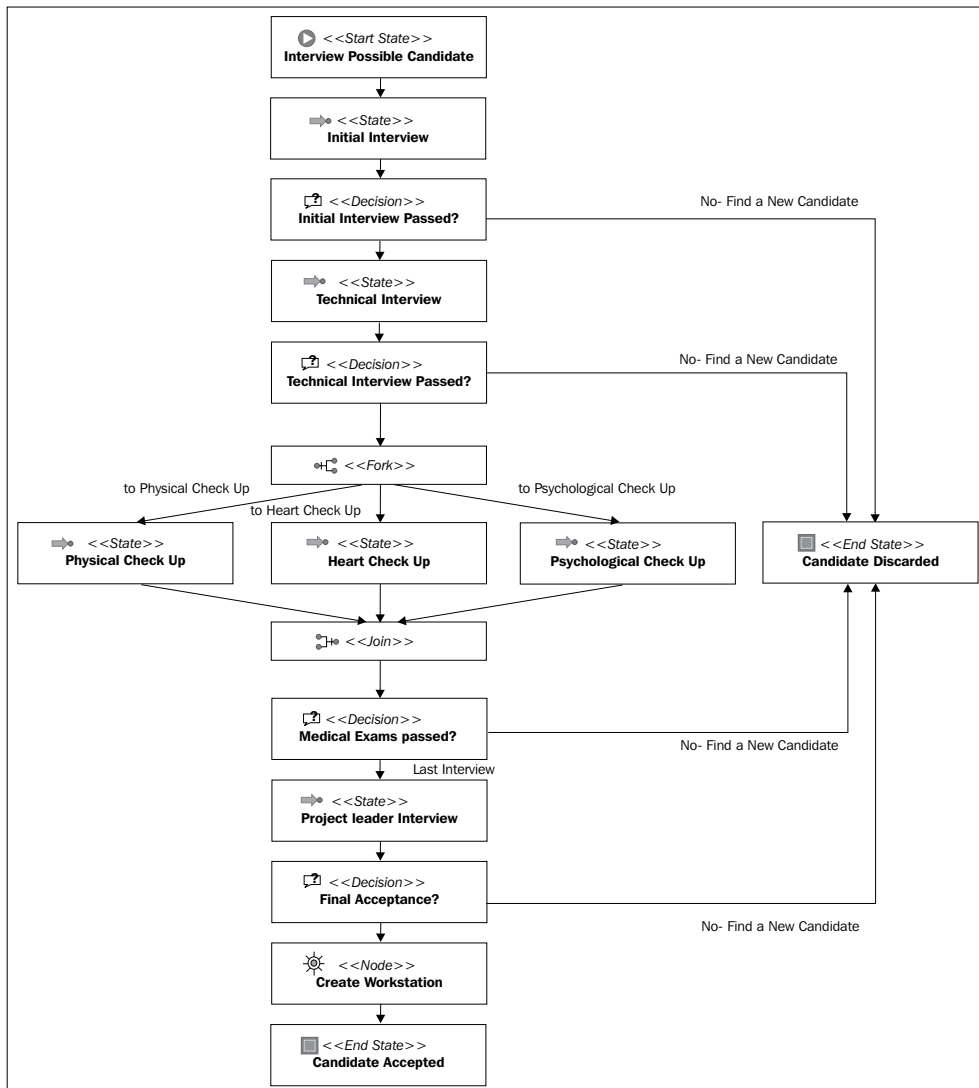 <<Start State>>
Interview Possible Candidate
<<State>>
Initial Interview
<<Decision>>
Initial Interview Passed?
No- Find a New Candidate
<<State>>
Technical Interview
<<Decision>>
Technical Interview Passed?
No- Find a New Candidate
<<Fork>>
to Physical Check Up
to Heart Check Up
to Psychological Check Up
<<State>>
Physical Check Up
<<State>>
Heart Check Up
<<State>>
Psychological Check Up
<<End State>>
Candidate Discarded
<<Join>>
<<Decision>>
Medical Exams passed?
No- Find a New Candidate
Last Interview
<<State>>
Project leader Interview
<<Decision>>
Final Acceptance?
No- Find a New Candidate
<<Node>>
Create Workstation
<<End State>>
Candidate Accepted